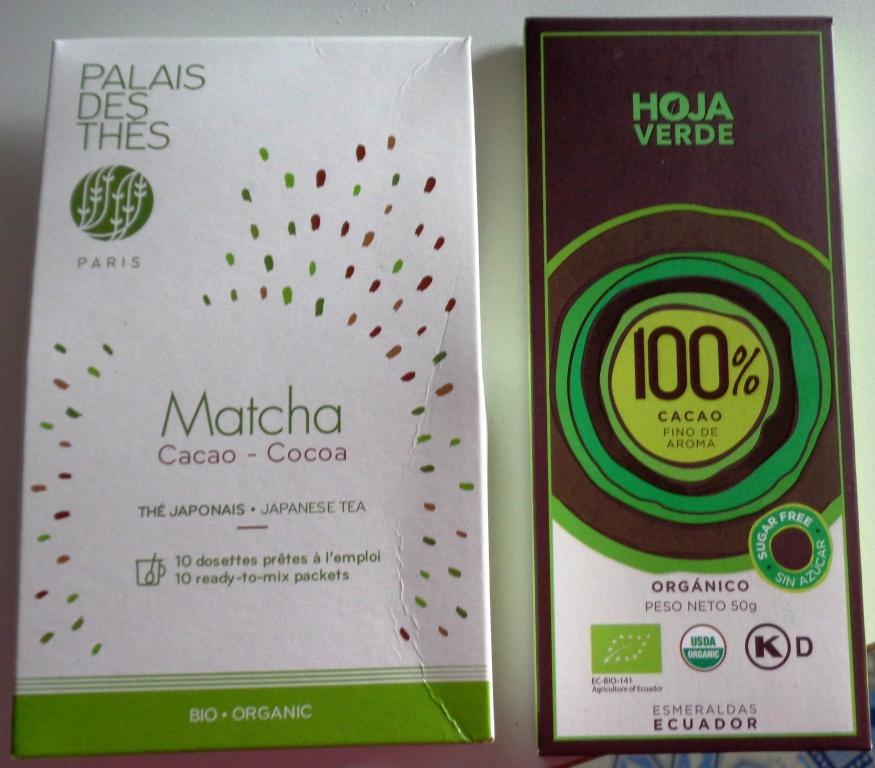 PALAIS
DES
THÉS
PARIS
Matcha
Cacao - Cocoa
THÉ JAPONAIS • JAPANESE TEA
10 dosettes prêtes à l'emploi
10 ready-to-mix packets
BIO • ORGANIC
HOJA
VERDE
100%
CACAO
FINO DE
AROMA
SUGAR FREE •
SIN AZÚCAR •
ORGÁNICO
PESO NETO 50g
USDA
ORGANIC
K D
EC-BIO-141
Agriculture of Ecuador
ESMERALDAS
ECUADOR